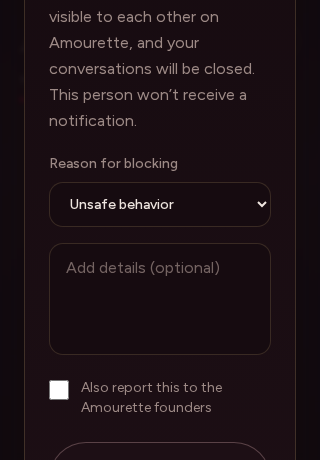 visible to each other on
Amourette, and your
conversations will be closed.
This person won’t receive a
notification.
Reason for blocking
Unsafe behavior
Add details (optional)
Also report this to the
Amourette founders